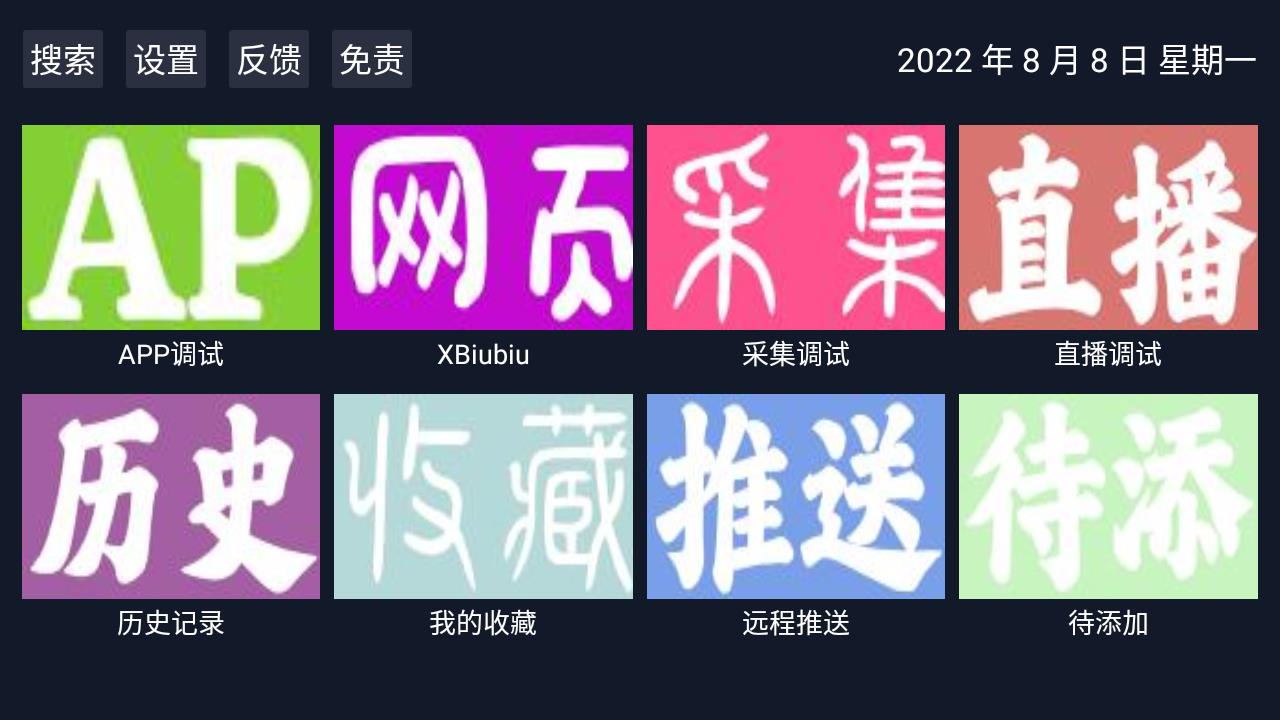 搜索 设置 反馈 免责 2022 年 8 月 8 日 星期一
AP 网页 采集 直播
APP调试 XBiubiu 采集调试 直播调试
历史 收藏 推送 待添
历史记录 我的收藏 远程推送 待添加